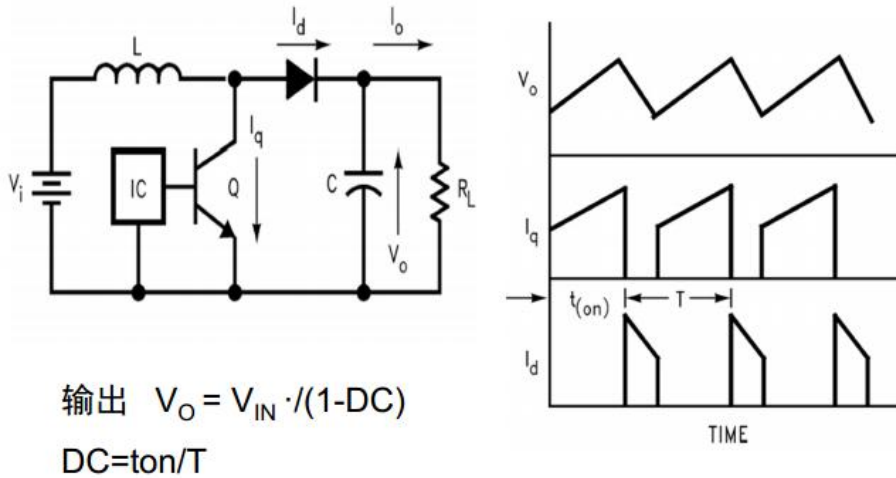 L
I_d
I_o
V_i
IC
I_q
Q
C
V_o
R_L
V_o
I_q
t_(on)
T
I_d
TIME
输出 V_O = V_IN ·/(1-DC)
DC=ton/T